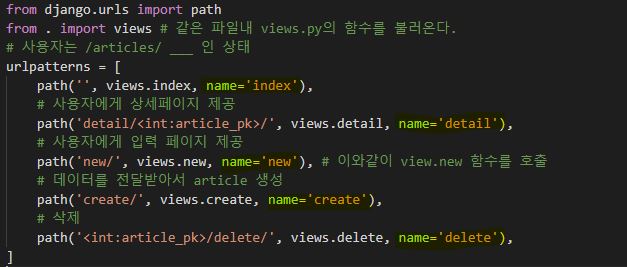 from django.urls import path
from . import views # 같은 파일내 views.py의 함수를 불러온다.
# 사용자는 /articles/ ___ 인 상태
urlpatterns = [
    path('', views.index, name='index'),
    # 사용자에게 상세페이지 제공
    path('detail/<int:article_pk>/', views.detail, name='detail'),
    # 사용자에게 입력 페이지 제공
    path('new/', views.new, name='new'), # 이와같이 view.new 함수를 호출
    # 데이터를 전달받아서 article 생성
    path('create/', views.create, name='create'),
    # 삭제
    path('<int:article_pk>/delete/', views.delete, name='delete'),
]